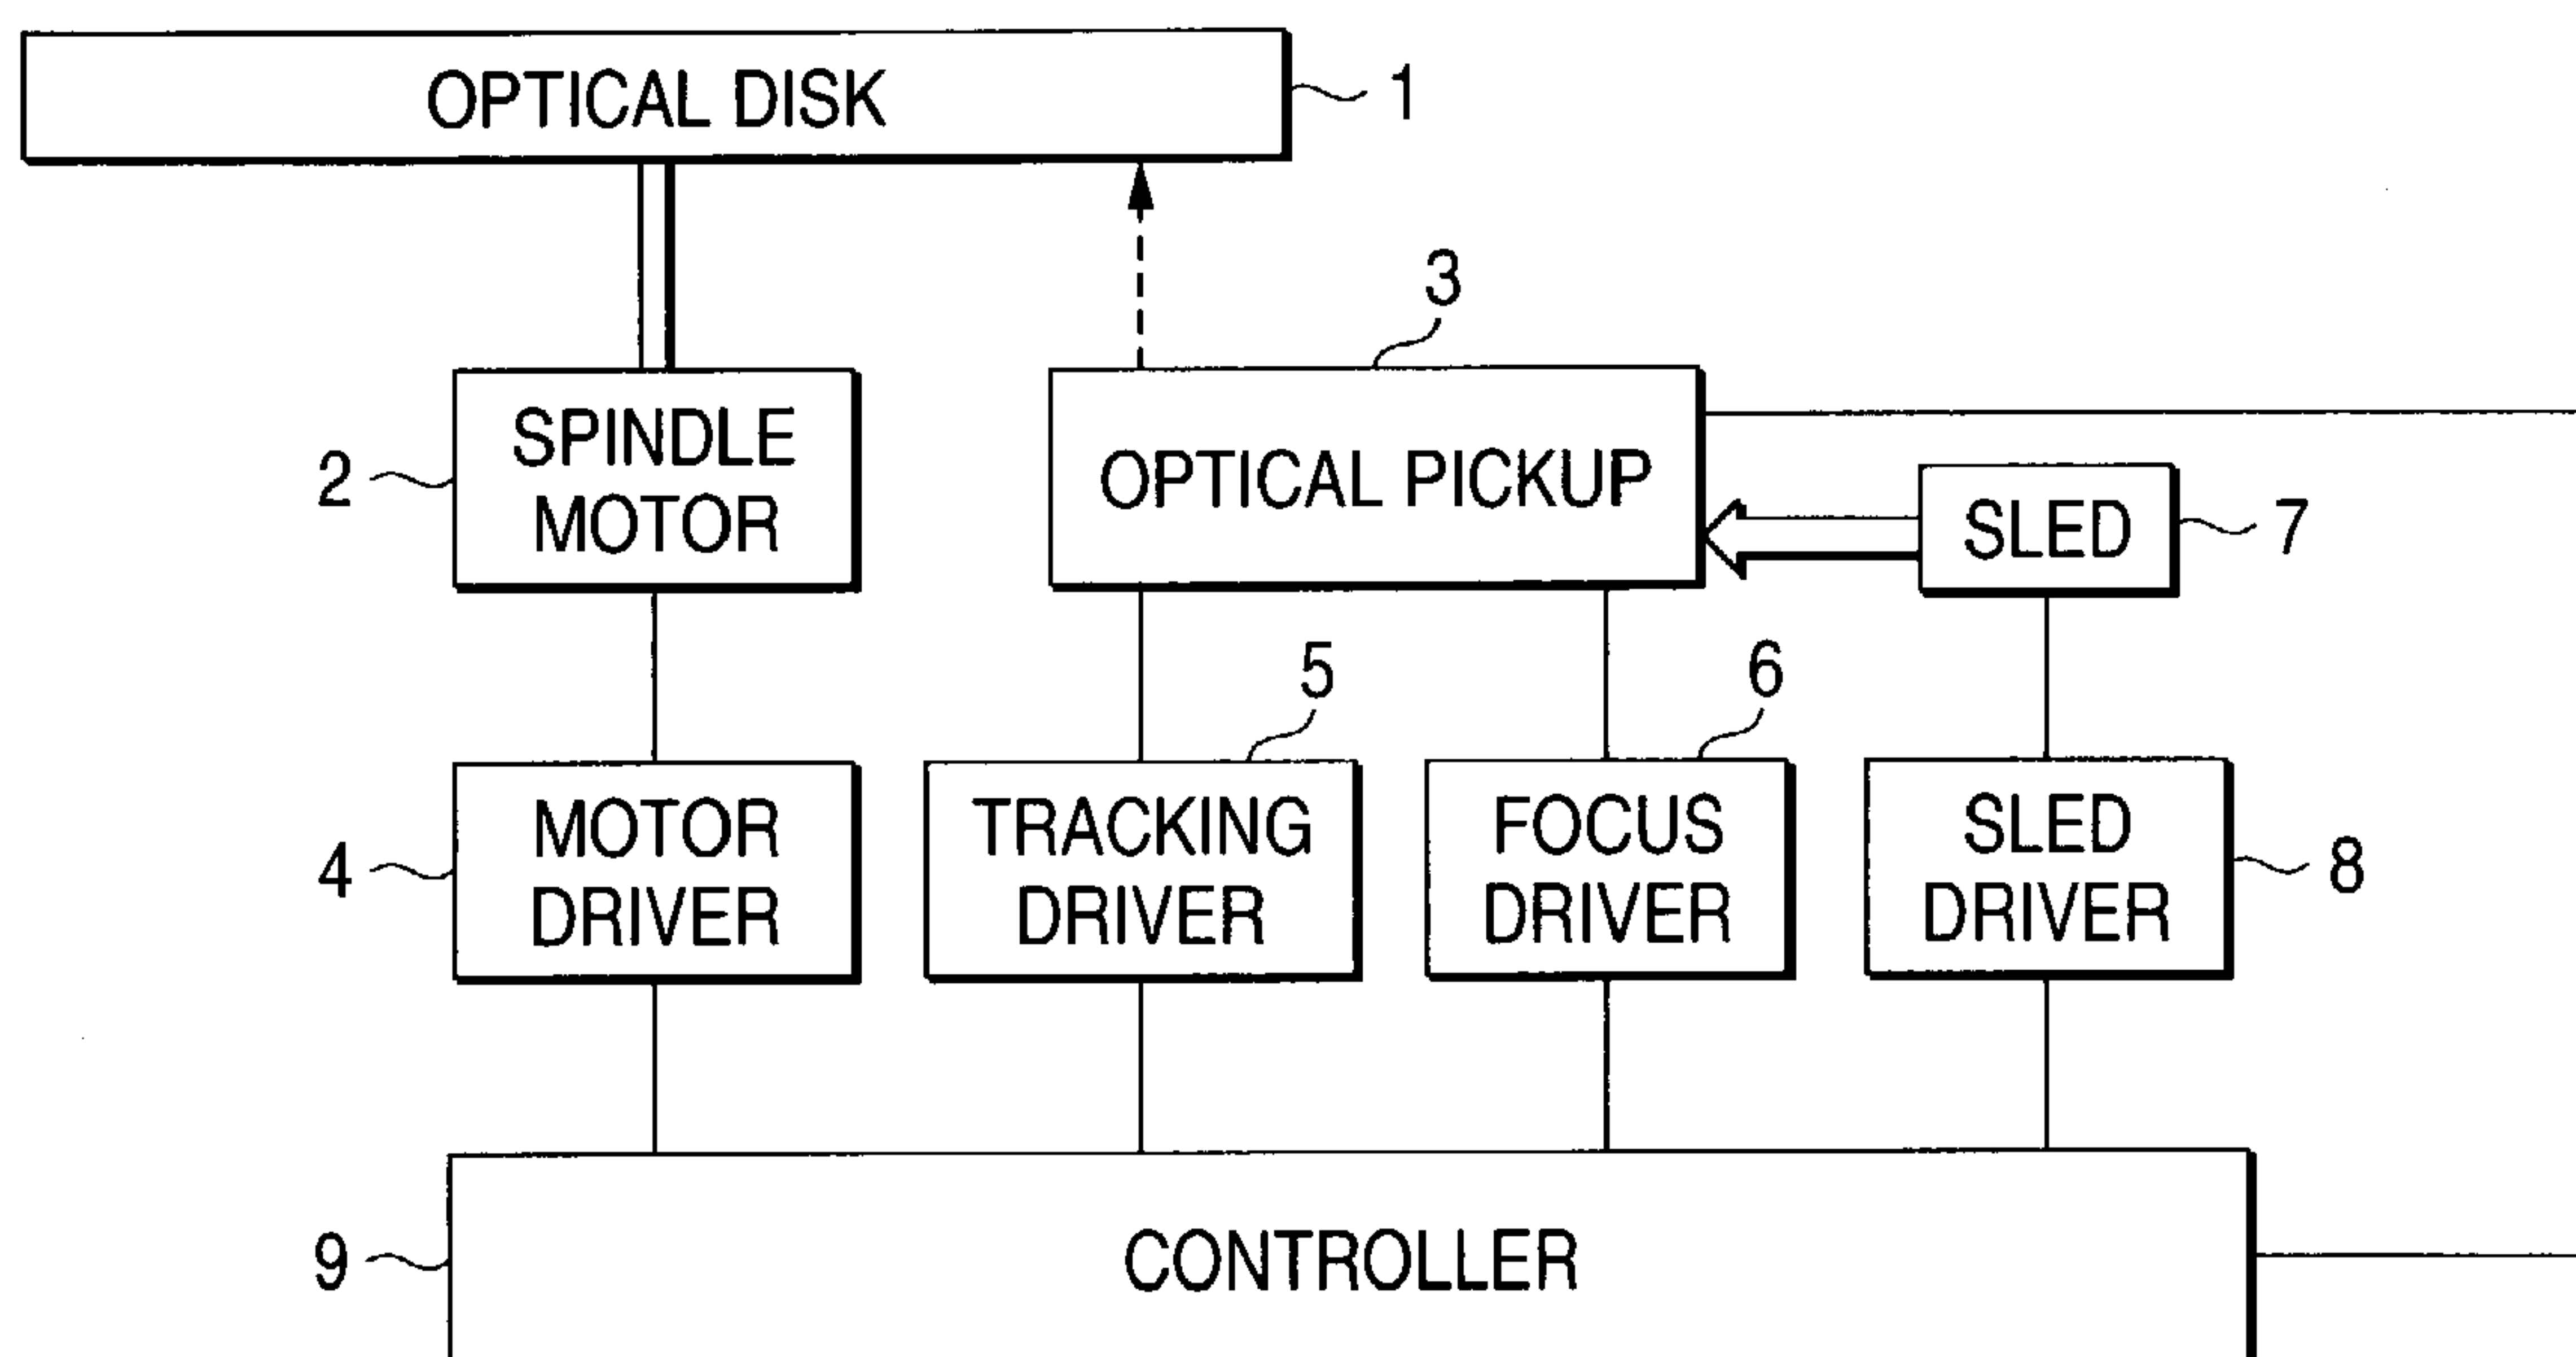 OPTICAL DISK
1
3
SPINDLE
MOTOR
2
OPTICAL PICKUP
SLED
7
5
6
MOTOR
DRIVER
4
TRACKING
DRIVER
FOCUS
DRIVER
SLED
DRIVER
8
9
CONTROLLER